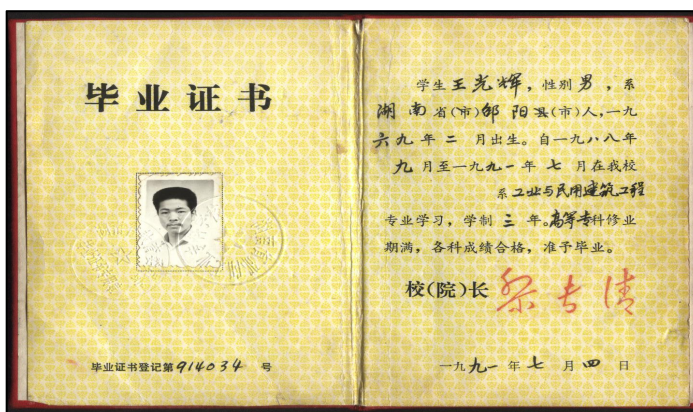 毕业证书
毕业证书登记第914034号
学生王光辉，性别男，系
湖南省(市)邵阳县(市)人，一九
六九年二月出生。自一九八八年
九月至一九九一年七月在我校
系工业与民用建筑工程
专业学习，学制三年。高等专科修业
期满，各科成绩合格，准予毕业。
校(院)长
一九九一年七月四日